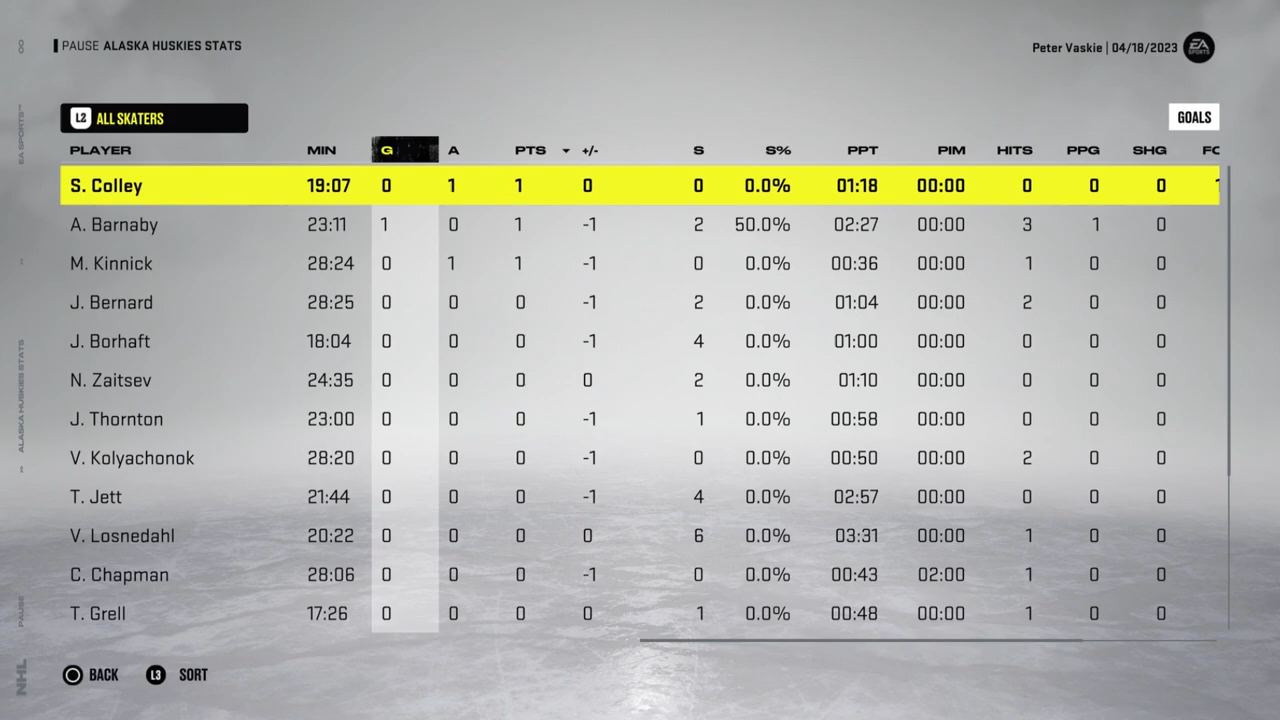 PAUSE ALASKA HUSKIES STATS
Peter Vaskie | 04/18/2023 EA SPORTS
L2 ALL SKATERS
GOALS
PLAYER MIN G A PTS +/- S S% PPT PIM HITS PPG SHG
S. Colley 19:07 0 1 1 0 0 0.0% 01:18 00:00 0 0 0
A. Barnaby 23:11 1 0 1 -1 2 50.0% 02:27 00:00 3 1 0
M. Kinnick 28:24 0 1 1 -1 0 0.0% 00:36 00:00 1 0 0
J. Bernard 28:25 0 0 0 -1 2 0.0% 01:04 00:00 2 0 0
J. Borhaft 18:04 0 0 0 -1 4 0.0% 01:00 00:00 0 0 0
N. Zaitsev 24:35 0 0 0 0 2 0.0% 01:10 00:00 0 0 0
J. Thornton 23:00 0 0 0 -1 1 0.0% 00:58 00:00 0 0 0
V. Kolyachonok 28:20 0 0 0 -1 0 0.0% 00:50 00:00 2 0 0
T. Jett 21:44 0 0 0 -1 4 0.0% 02:57 00:00 0 0 0
V. Losnedahl 20:22 0 0 0 0 6 0.0% 03:31 00:00 1 0 0
C. Chapman 28:06 0 0 0 -1 0 0.0% 00:43 02:00 1 0 0
T. Grell 17:26 0 0 0 0 1 0.0% 00:48 00:00 1 0 0
BACK L3 SORT
NHL PAUSE ALASKA HUSKIES STATS EA SPORTS™